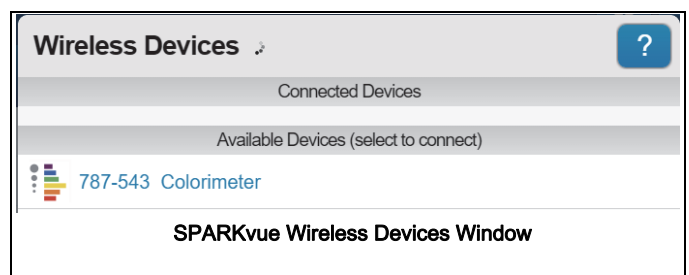 Wireless Devices
?
Connected Devices
Available Devices (select to connect)
787-543 Colorimeter
SPARKvue Wireless Devices Window